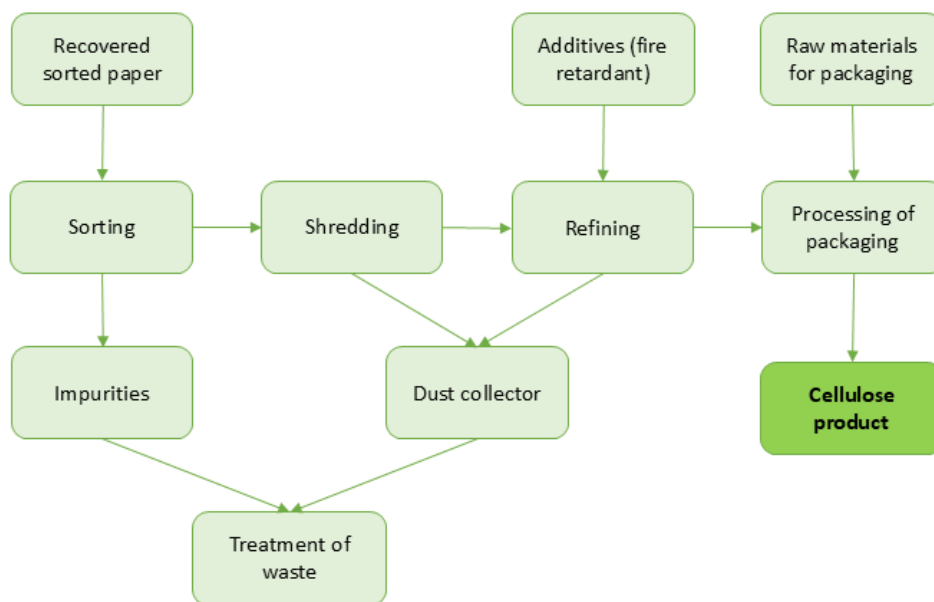 Recovered
sorted paper
Additives (fire
retardant)
Raw materials
for packaging
Sorting
Shredding
Refining
Processing of
packaging
Impurities
Dust collector
Cellulose
product
Treatment of
waste